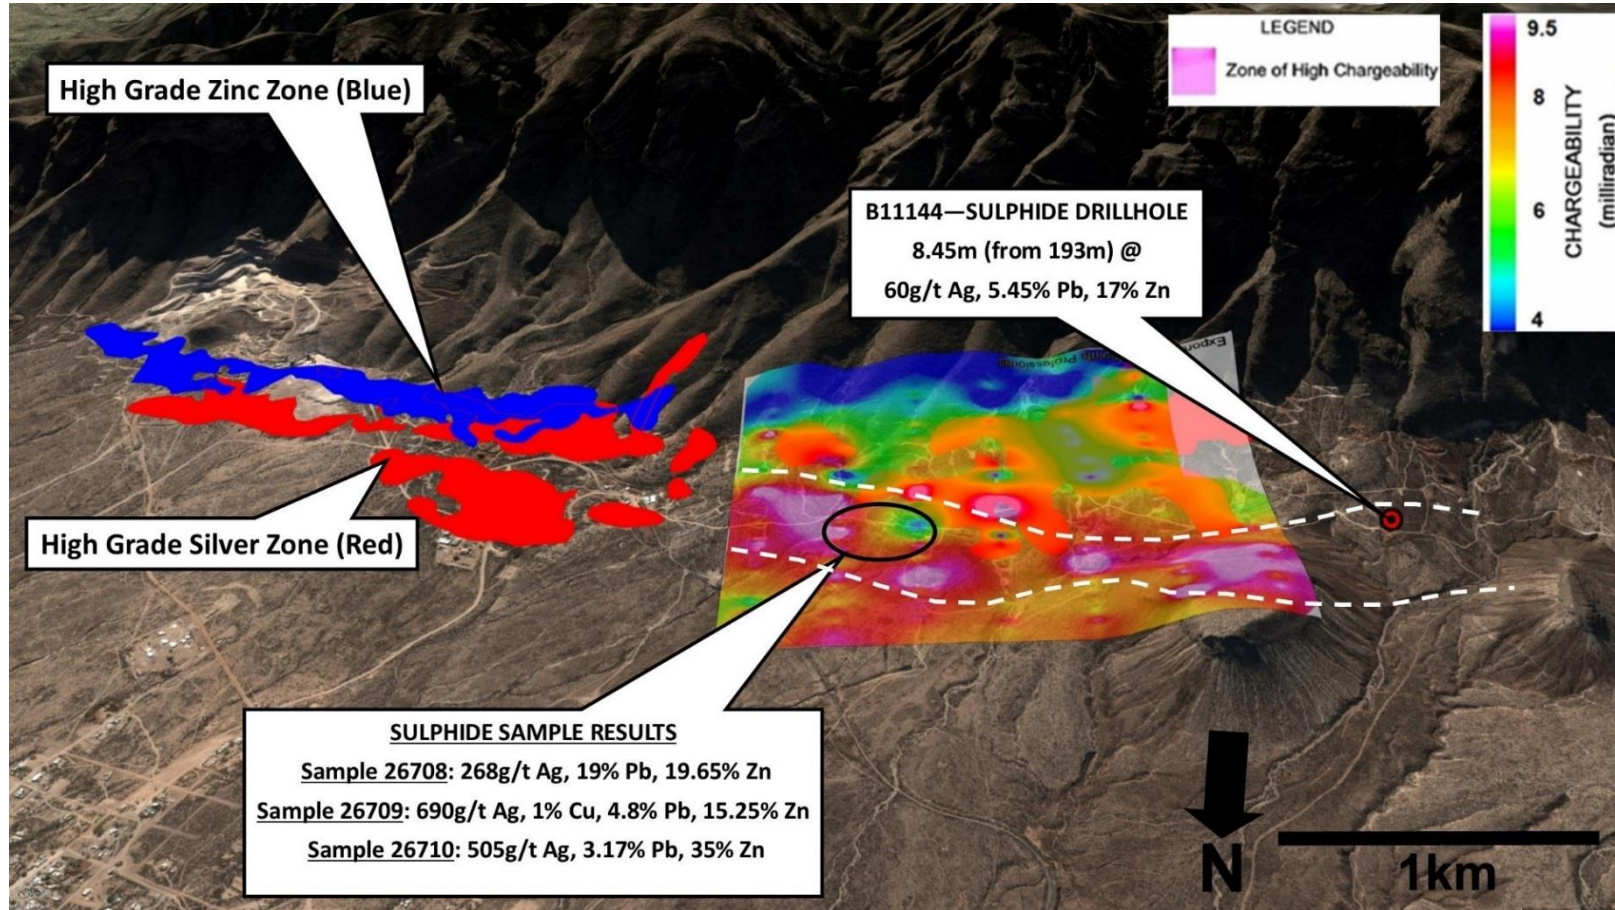 LEGEND
Zone of High Chargeability
9.5
8
6
4
CHARGEABILITY
(milliradian)
High Grade Zinc Zone (Blue)
B11144—SULPHIDE DRILLHOLE
8.45m (from 193m) @
60g/t Ag, 5.45% Pb, 17% Zn
High Grade Silver Zone (Red)
SULPHIDE SAMPLE RESULTS
Sample 26708: 268g/t Ag, 19% Pb, 19.65% Zn
Sample 26709: 690g/t Ag, 1% Cu, 4.8% Pb, 15.25% Zn
Sample 26710: 505g/t Ag, 3.17% Pb, 35% Zn
N
1km